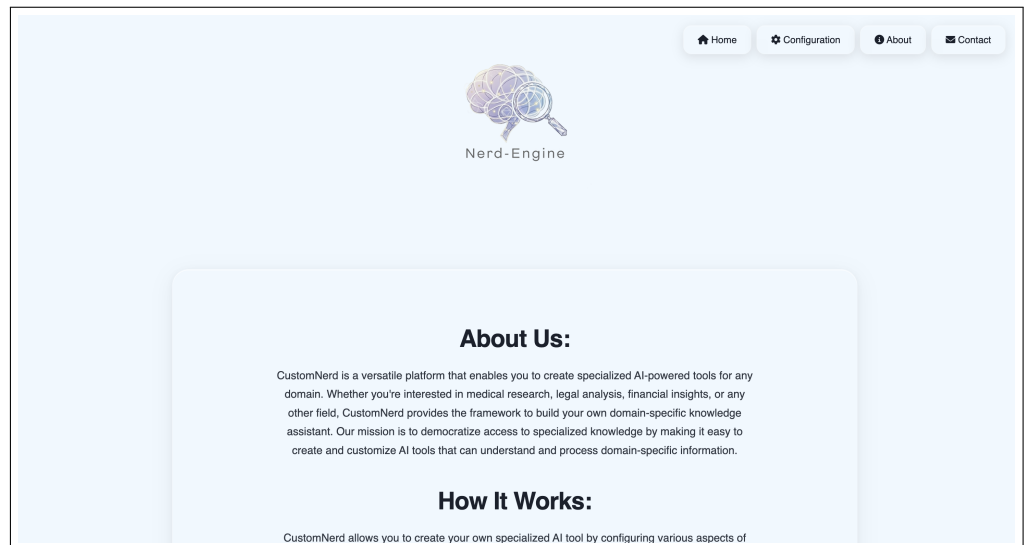 Home Configuration About Contact
Nerd-Engine
About Us:
CustomNerd is a versatile platform that enables you to create specialized AI-powered tools for any
domain. Whether you're interested in medical research, legal analysis, financial insights, or any
other field, CustomNerd provides the framework to build your own domain-specific knowledge
assistant. Our mission is to democratize access to specialized knowledge by making it easy to
create and customize AI tools that can understand and process domain-specific information.
How It Works:
CustomNerd allows you to create your own specialized AI tool by configuring various aspects of